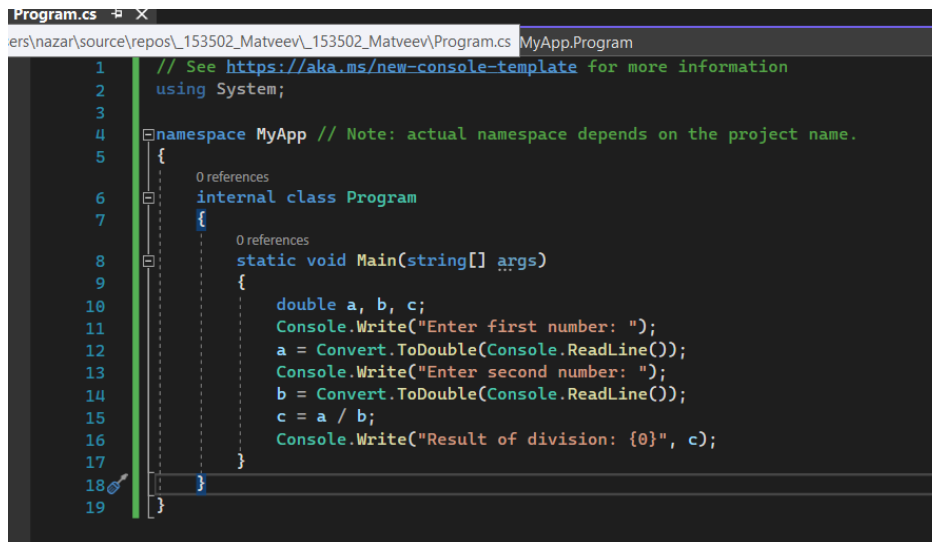 Program.cs
ers\nazar\source\repos\_153502_Matveev\_153502_Matveev\Program.cs MyApp.Program
1 // See https://aka.ms/new-console-template for more information
2 using System;
3
4 namespace MyApp // Note: actual namespace depends on the project name.
5 {
0 references
6 internal class Program
7 {
0 references
8 static void Main(string[] args)
9 {
10 double a, b, c;
11 Console.Write("Enter first number: ");
12 a = Convert.ToDouble(Console.ReadLine());
13 Console.Write("Enter second number: ");
14 b = Convert.ToDouble(Console.ReadLine());
15 c = a / b;
16 Console.Write("Result of division: {0}", c);
17 }
18 }
19 }